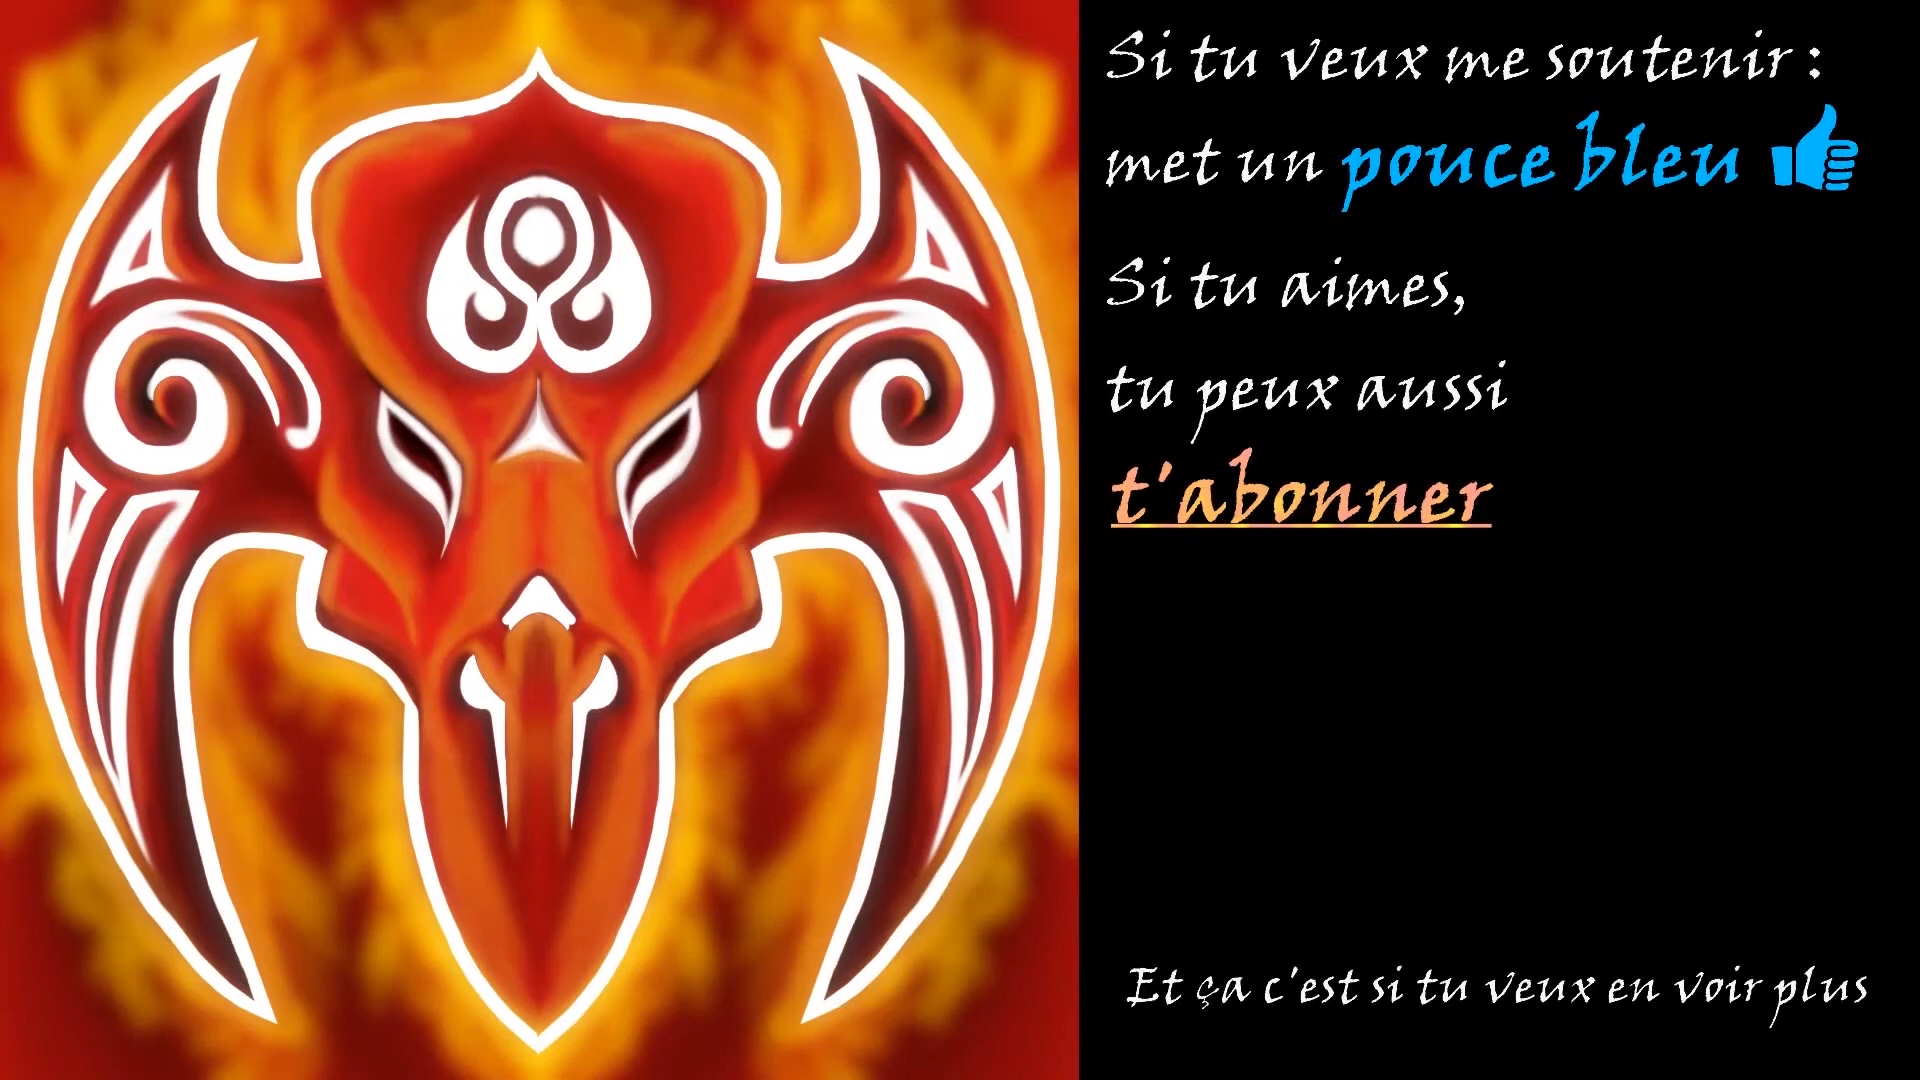 Si tu veux me soutenir :
met un pouce bleu
Si tu aimes,
tu peux aussi
t'abonner
Et ça c'est si tu veux en voir plus